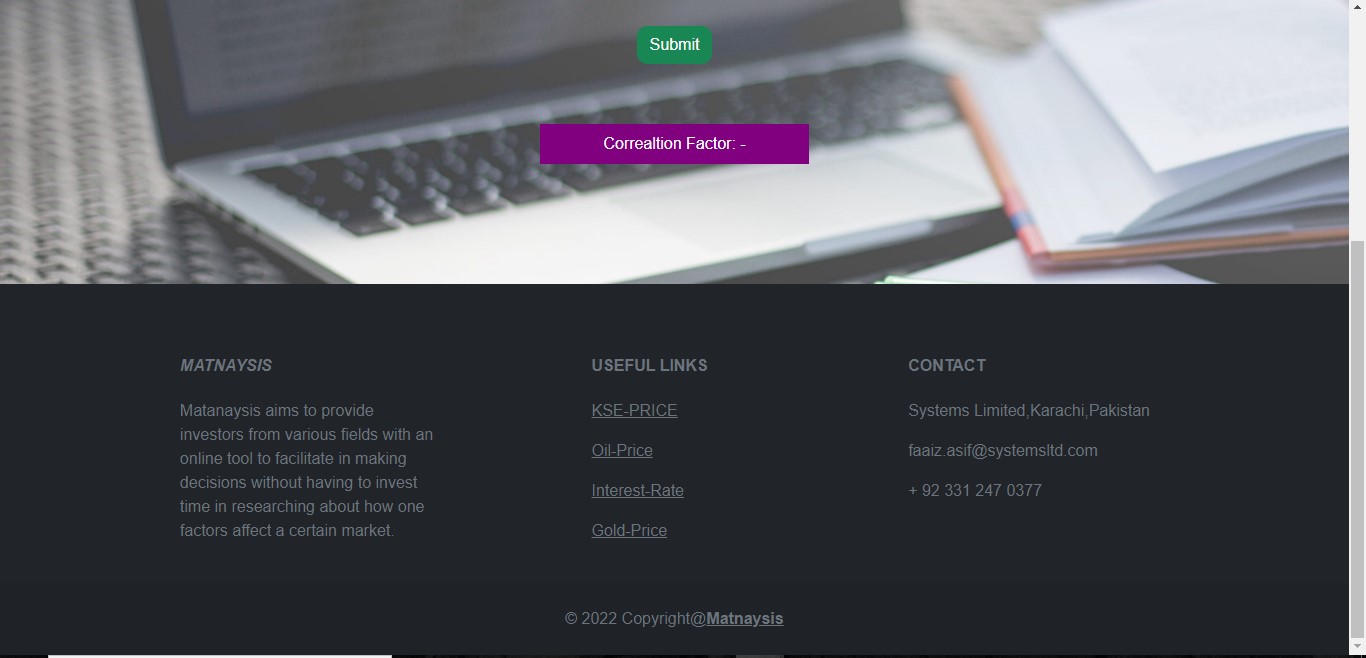 Submit
Correaltion Factor: -
MATNAYSIS
Matanaysis aims to provide
investors from various fields with an
online tool to facilitate in making
decisions without having to invest
time in researching about how one
factors affect a certain market.
USEFUL LINKS
KSE-PRICE
Oil-Price
Interest-Rate
Gold-Price
CONTACT
Systems Limited,Karachi,Pakistan
faaiz.asif@systemsltd.com
+ 92 331 247 0377
© 2022 Copyright@Matnaysis